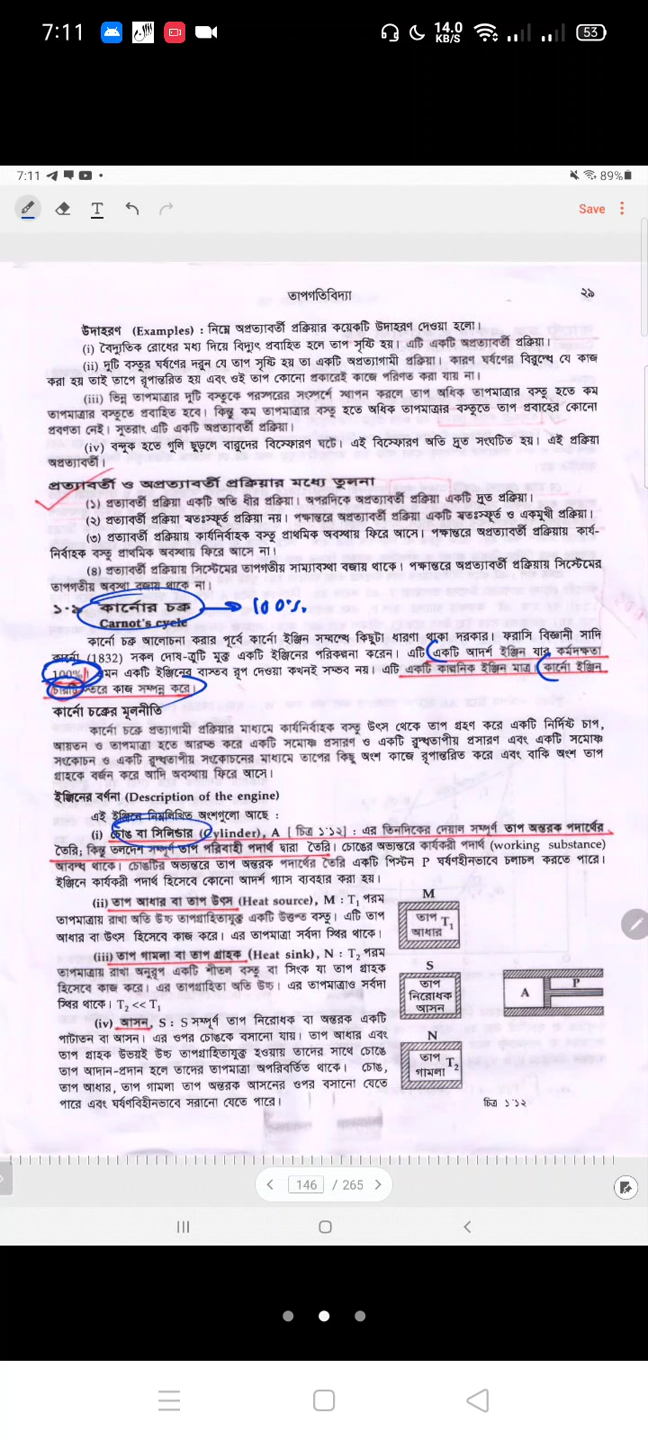 7:11
14.0
KB/S
53
7:11
89%
T
Save
তাপগতিবিদ্যা
২৯
উদাহরণ (Examples) : নিম্নে অপ্রত্যাবর্তী প্রক্রিয়ার কয়েকটি উদাহরণ দেওয়া হলো।
(i) বৈদ্যুতিক রোধের মধ্য দিয়ে বিদ্যুৎ প্রবাহিত হলে তাপ সৃষ্টি হয়। এটি একটি অপ্রত্যাবর্তী প্রক্রিয়া।
(ii) দুটি বস্তুর ঘর্ষণের দরুন যে তাপ সৃষ্টি হয় তা একটি অপ্রত্যাগামী প্রক্রিয়া। কারণ ঘর্ষণের বিরুদ্ধে যে কাজ
করা হয় তাই তাপে রূপান্তরিত হয় এবং ওই তাপ কোনো প্রকারেই কাজে পরিণত করা যায় না।
(iii) ভিন্ন তাপমাত্রার দুটি বস্তুকে পরস্পরের সংস্পর্শে স্থাপন করলে তাপ অধিক তাপমাত্রার বস্তু হতে কম
তাপমাত্রার বস্তুতে প্রবাহিত হবে। কিন্তু কম তাপমাত্রার বস্তু হতে অধিক তাপমাত্রার বস্তুতে তাপ প্রবাহের কোনো
প্রবণতা নেই। সুতরাং এটি একটি অপ্রত্যাবর্তী প্রক্রিয়া।
(iv) বন্দুক হতে গুলি ছুড়লে বারুদের বিস্ফোরণ ঘটে। এই বিস্ফোরণ অতি দ্রুত সংঘটিত হয়। এই প্রক্রিয়া
অপ্রত্যাবর্তী।
প্রত্যাবর্তী ও অপ্রত্যাবর্তী প্রক্রিয়ার মধ্যে তুলনা
(১) প্রত্যাবর্তী প্রক্রিয়া একটি অতি ধীর প্রক্রিয়া। অপরদিকে অপ্রত্যাবর্তী প্রক্রিয়া একটি দ্রুত প্রক্রিয়া।
(২) প্রত্যাবর্তী প্রক্রিয়া স্বতঃস্ফূর্ত প্রক্রিয়া নয়। পক্ষান্তরে অপ্রত্যাবর্তী প্রক্রিয়া একটি স্বতঃস্ফূর্ত ও একমুখী প্রক্রিয়া।
(৩) প্রত্যাবর্তী প্রক্রিয়ায় কার্যনির্বাহক বস্তু প্রাথমিক অবস্থায় ফিরে আসে। পক্ষান্তরে অপ্রত্যাবর্তী প্রক্রিয়ায় কার্য-
নির্বাহক বস্তু প্রাথমিক অবস্থায় ফিরে আসে না।
(৪) প্রত্যাবর্তী প্রক্রিয়ায় সিস্টেমের তাপগতীয় সাম্যাবস্থা বজায় থাকে। পক্ষান্তরে অপ্রত্যাবর্তী প্রক্রিয়ায় সিস্টেমের
তাপগতীয় অবস্থা বজায় থাকে না।
১.৯ কার্নোর চক্র 100%
Carnot's cycle
কার্নো চক্র আলোচনা করার পূর্বে কার্নো ইঞ্জিন সম্বন্ধে কিছুটা ধারণা থাকা দরকার। ফরাসি বিজ্ঞানী সাদি
কার্নো (1832) সকল দোষ-ত্রুটি মুক্ত একটি ইঞ্জিনের পরিকল্পনা করেন। এটি একটি আদর্শ ইঞ্জিন যার কর্মদক্ষতা
100% এমন একটি ইঞ্জিনের বাস্তব রূপ দেওয়া কখনই সম্ভব নয়। এটি একটি কাল্পনিক ইঞ্জিন মাত্র। কার্নো ইঞ্জিন
চারটি স্তরে কাজ সম্পন্ন করে।
কার্নো চক্রের মূলনীতি
কার্নো চক্রে প্রত্যাগামী প্রক্রিয়ার মাধ্যমে কার্যনির্বাহক বস্তু উৎস থেকে তাপ গ্রহণ করে একটি নির্দিষ্ট চাপ,
আয়তন ও তাপমাত্রা হতে আরম্ভ করে একটি সমোষ্ণ প্রসারণ ও একটি রুদ্ধতাপীয় প্রসারণ এবং একটি সমোষ্ণ
সংকোচন ও একটি রুদ্ধতাপীয় সংকোচনের মাধ্যমে তাপের কিছু অংশ কাজে রূপান্তরিত করে এবং বাকি অংশ তাপ
গ্রাহকে বর্জন করে আদি অবস্থায় ফিরে আসে।
ইঞ্জিনের বর্ণনা (Description of the engine)
এই ইঞ্জিনে নিম্নলিখিত অংশগুলো আছে :
(i) চোঙ বা সিলিন্ডার (Cylinder), A [ চিত্র ১'১২] : এর তিনদিকের দেয়াল সম্পূর্ণ তাপ অন্তরক পদার্থের
তৈরি; কিন্তু তলদেশ সম্পূর্ণ তাপ পরিবাহী পদার্থ দ্বারা তৈরি। চোঙের অভ্যন্তরে কার্যকরী পদার্থ (working substance)
আবদ্ধ থাকে। চোঙটির অভ্যন্তরে তাপ অন্তরক পদার্থের তৈরি একটি পিস্টন P ঘর্ষণহীনভাবে চলাচল করতে পারে।
ইঞ্জিনে কার্যকরী পদার্থ হিসেবে কোনো আদর্শ গ্যাস ব্যবহার করা হয়।
(ii) তাপ আধার বা তাপ উৎস (Heat source), M : T₁ গরম
তাপমাত্রায় রাখা অতি উচ্চ তাপগ্রাহিতাযুক্ত একটি উত্তপ্ত বস্তু। এটি তাপ
আধার বা উৎস হিসেবে কাজ করে। এর তাপমাত্রা সর্বদা স্থির থাকে।
(iii) তাপ গামলা বা তাপ গ্রাহক (Heat sink), N : T₂ গরম
তাপমাত্রায় রাখা অনুরূপ একটি শীতল বস্তু বা সিংক যা তাপ গ্রাহক
হিসেবে কাজ করে। এর তাপগ্রাহিতা অতি উচ্চ। এর তাপমাত্রাও সর্বদা
স্থির থাকে। T₂ << T₁
(iv) আসন, S : S সম্পূর্ণ তাপ নিরোধক বা অন্তরক একটি
পাটাতন বা আসন। এর ওপর চোঙকে বসানো যায়। তাপ আধার এবং
তাপ গ্রাহক উভয়ই উচ্চ তাপগ্রাহিতাযুক্ত হওয়ায় তাদের সাথে চোঙে
তাপ আদান-প্রদান হলে তাদের তাপমাত্রা অপরিবর্তিত থাকে। চোঙ,
তাপ আধার, তাপ গামলা তাপ অন্তরক আসনের ওপর বসানো যেতে
পারে এবং ঘর্ষণবিহীনভাবে সরানো যেতে পারে।
M
তাপ T₁
আধার
S
তাপ
নিরোধক
আসন
N
তাপ T₂
গামলা
A
P
চিত্র ১'১২
146 / 265